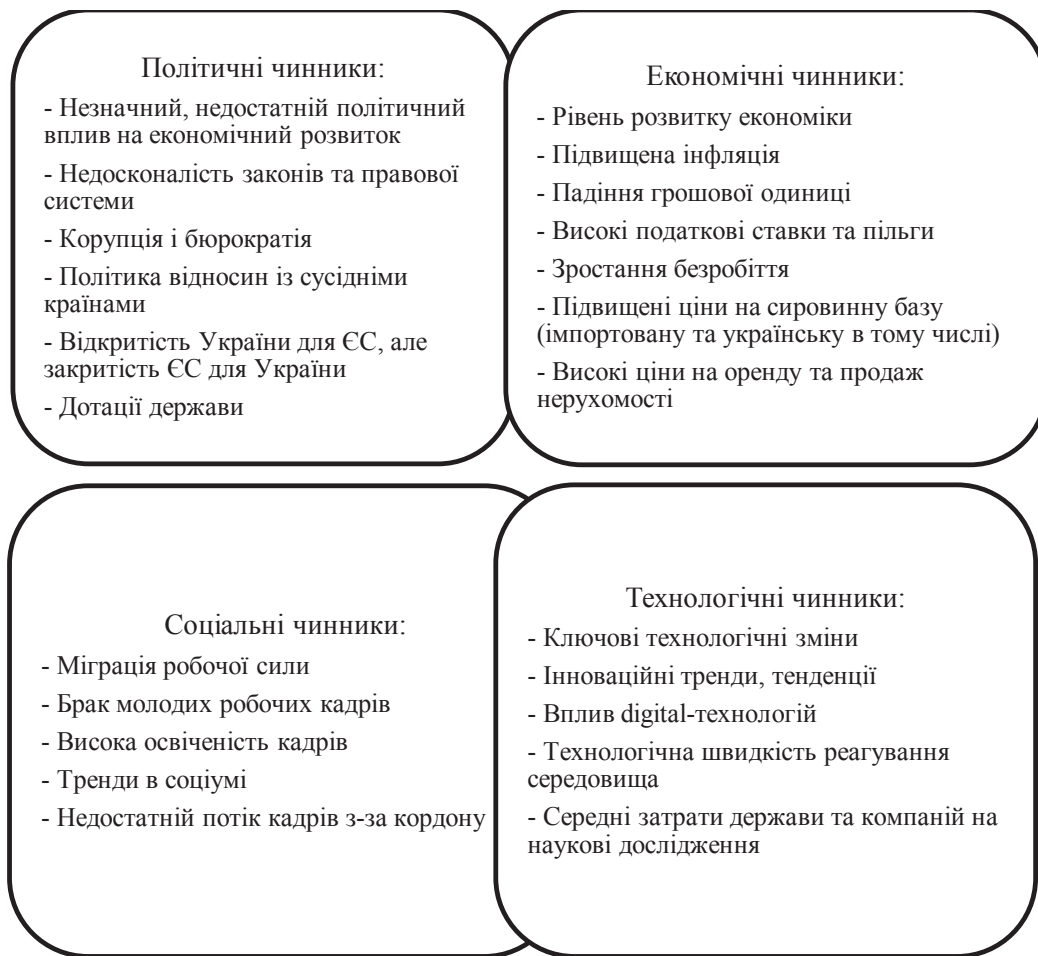 Політичні чинники:
- Незначний, недостатній політичний
вплив на економічний розвиток
- Недосконалість законів та правової
системи
- Корупція і бюрократія
- Політика відносин із сусідніми
країнами
- Відкритість України для ЄС, але
закритість ЄС для України
- Дотації держави
Економічні чинники:
- Рівень розвитку економіки
- Підвищена інфляція
- Падіння грошової одиниці
- Високі податкові ставки та пільги
- Зростання безробіття
- Підвищені ціни на сировинну базу
(імпортовану та українську в тому числі)
- Високі ціни на оренду та продаж
нерухомості
Соціальні чинники:
- Міграція робочої сили
- Брак молодих робочих кадрів
- Висока освіченість кадрів
- Тренди в соціумі
- Недостатній потік кадрів з-за кордону
Технологічні чинники:
- Ключові технологічні зміни
- Інноваційні тренди, тенденції
- Вплив digital-технологій
- Технологічна швидкість реагування
середовища
- Середні затрати держави та компаній на
наукові дослідження